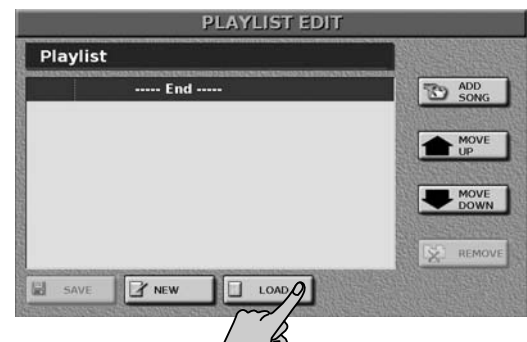 PLAYLIST EDIT
Playlist
----- End -----
ADD
SONG
MOVE
UP
MOVE
DOWN
REMOVE
SAVE
NEW
LOAD